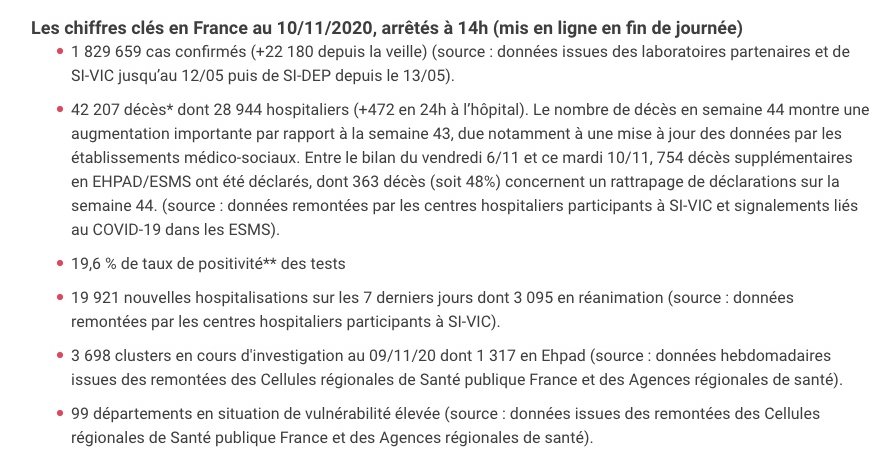 Les chiffres clés en France au 10/11/2020, arrêtés à 14h (mis en ligne en fin de journée)
• 1 829 659 cas confirmés (+22 180 depuis la veille) (source : données issues des laboratoires partenaires et de
SI-VIC jusqu’au 12/05 puis de SI-DEP depuis le 13/05).
• 42 207 décès* dont 28 944 hospitaliers (+472 en 24h à l’hôpital). Le nombre de décès en semaine 44 montre une
augmentation importante par rapport à la semaine 43, due notamment à une mise à jour des données par les
établissements médico-sociaux. Entre le bilan du vendredi 6/11 et ce mardi 10/11, 754 décès supplémentaires
en EHPAD/ESMS ont été déclarés, dont 363 décès (soit 48%) concernent un rattrapage de déclarations sur la
semaine 44. (source : données remontées par les centres hospitaliers participants à SI-VIC et signalements liés
au COVID-19 dans les ESMS).
• 19,6 % de taux de positivité** des tests
• 19 921 nouvelles hospitalisations sur les 7 derniers jours dont 3 095 en réanimation (source : données
remontées par les centres hospitaliers participants à SI-VIC).
• 3 698 clusters en cours d'investigation au 09/11/20 dont 1 317 en Ehpad (source : données hebdomadaires
issues des remontées des Cellules régionales de Santé publique France et des Agences régionales de santé).
• 99 départements en situation de vulnérabilité élevée (source : données issues des remontées des Cellules
régionales de Santé publique France et des Agences régionales de santé).